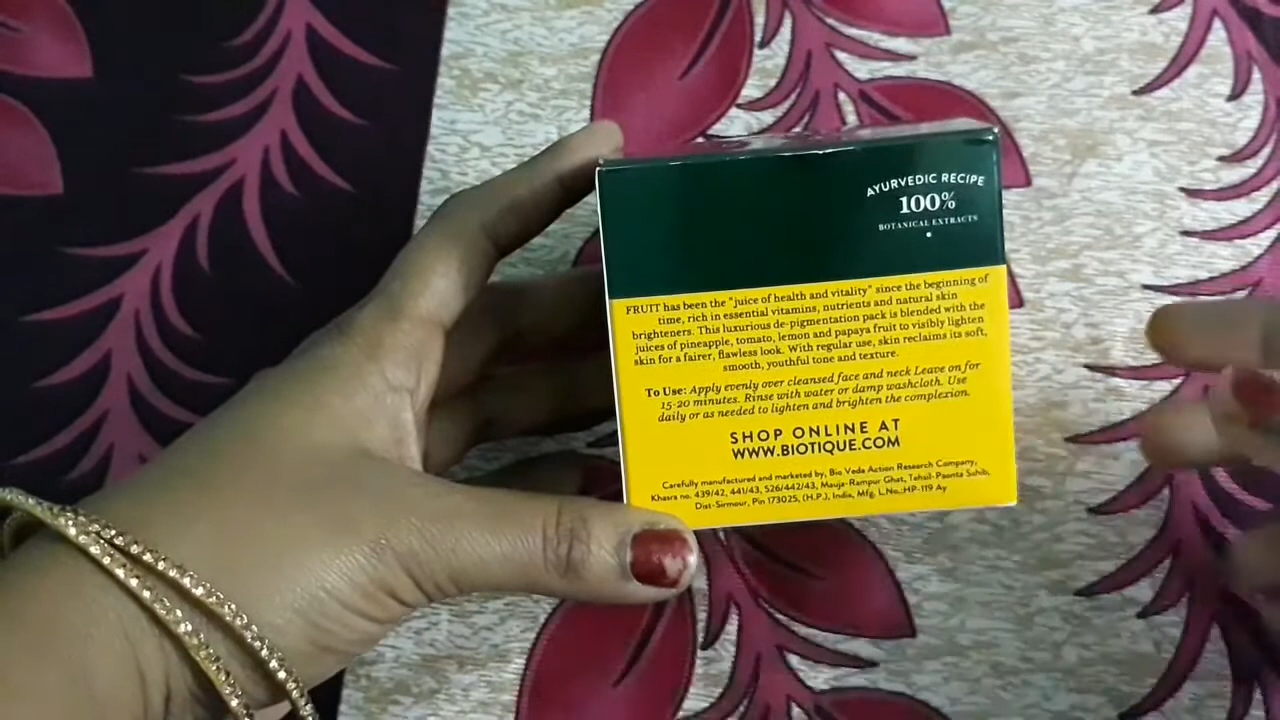 AYURVEDIC RECIPE
100%
BOTANICAL EXTRACTS
FRUIT has been the "juice of health and vitality" since the beginning of
time, rich in essential vitamins, nutrients and natural skin
brighteners. This luxurious de-pigmentation pack is blended with the
juices of pineapple, tomato, lemon and papaya fruit to visibly lighten
skin for a fairer, flawless look. With regular use, skin reclaims its soft,
smooth, youthful tone and texture.
To Use: Apply evenly over cleansed face and neck Leave on for
15-20 minutes. Rinse with water or damp washcloth. Use
daily or as needed to lighten and brighten the complexion.
SHOP ONLINE AT
WWW.BIOTIQUE.COM
Carefully manufactured and marketed by, Bio Veda Action Research Company,
Khasra no. 439/42, 441/43, 526/442/43, Mauja-Rampur Ghat, Tehsil-Paonta Sahib,
Dist-Sirmour, Pin 173025, (H.P.), India, Mfg. L.No.:HP-119 Ay